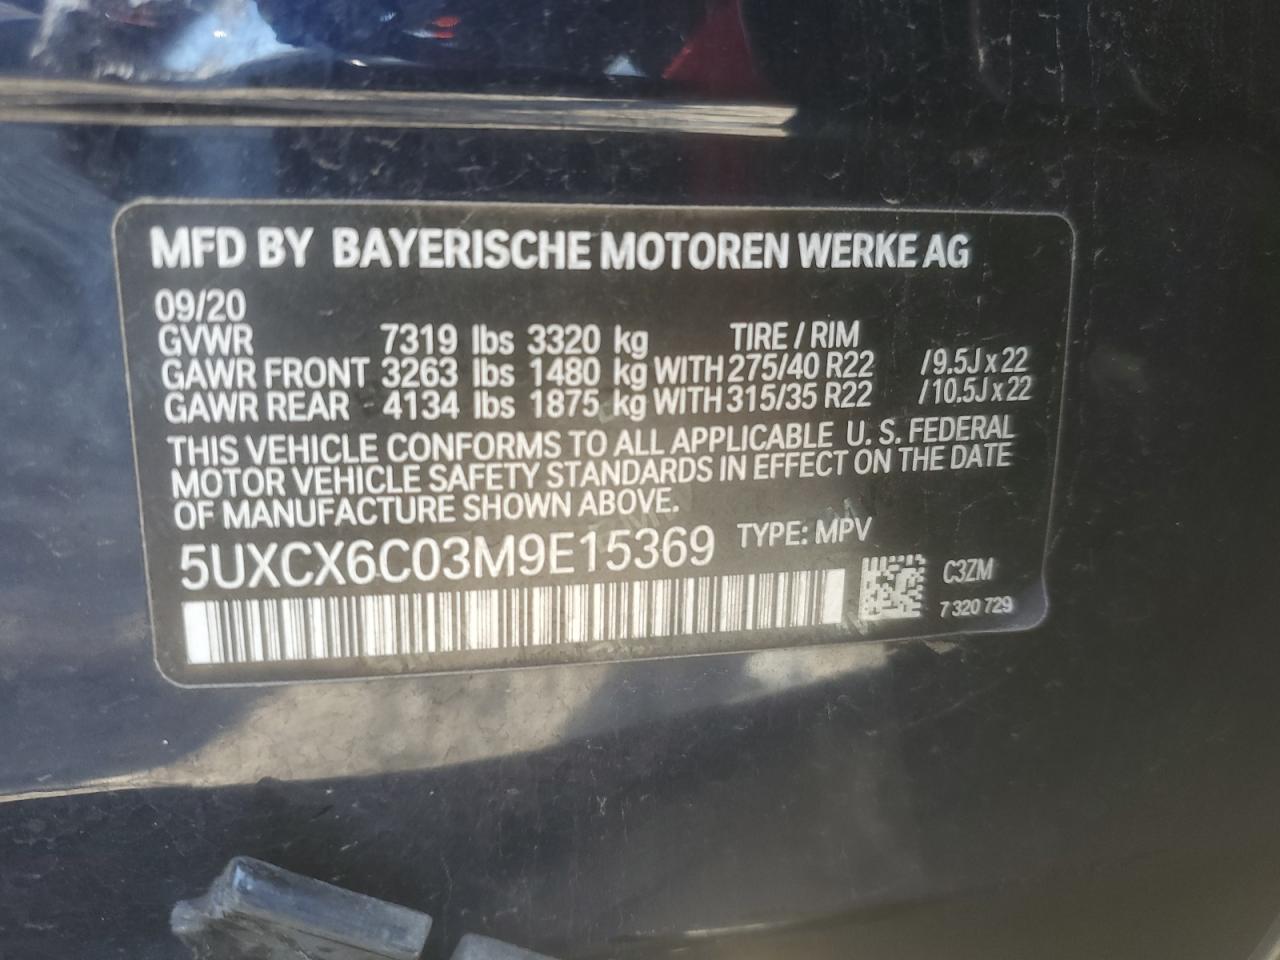 MFD BY BAYERISCHE MOTOREN WERKE AG
09/20
GVWR 7319 lbs 3320 kg TIRE / RIM
GAWR FRONT 3263 lbs 1480 kg WITH 275/40 R22 /9.5J x 22
GAWR REAR 4134 lbs 1875 kg WITH 315/35 R22 /10.5J x 22
THIS VEHICLE CONFORMS TO ALL APPLICABLE U. S. FEDERAL
MOTOR VEHICLE SAFETY STANDARDS IN EFFECT ON THE DATE
OF MANUFACTURE SHOWN ABOVE.
5UXCX6C03M9E15369 TYPE: MPV
C3ZM
7 320 729